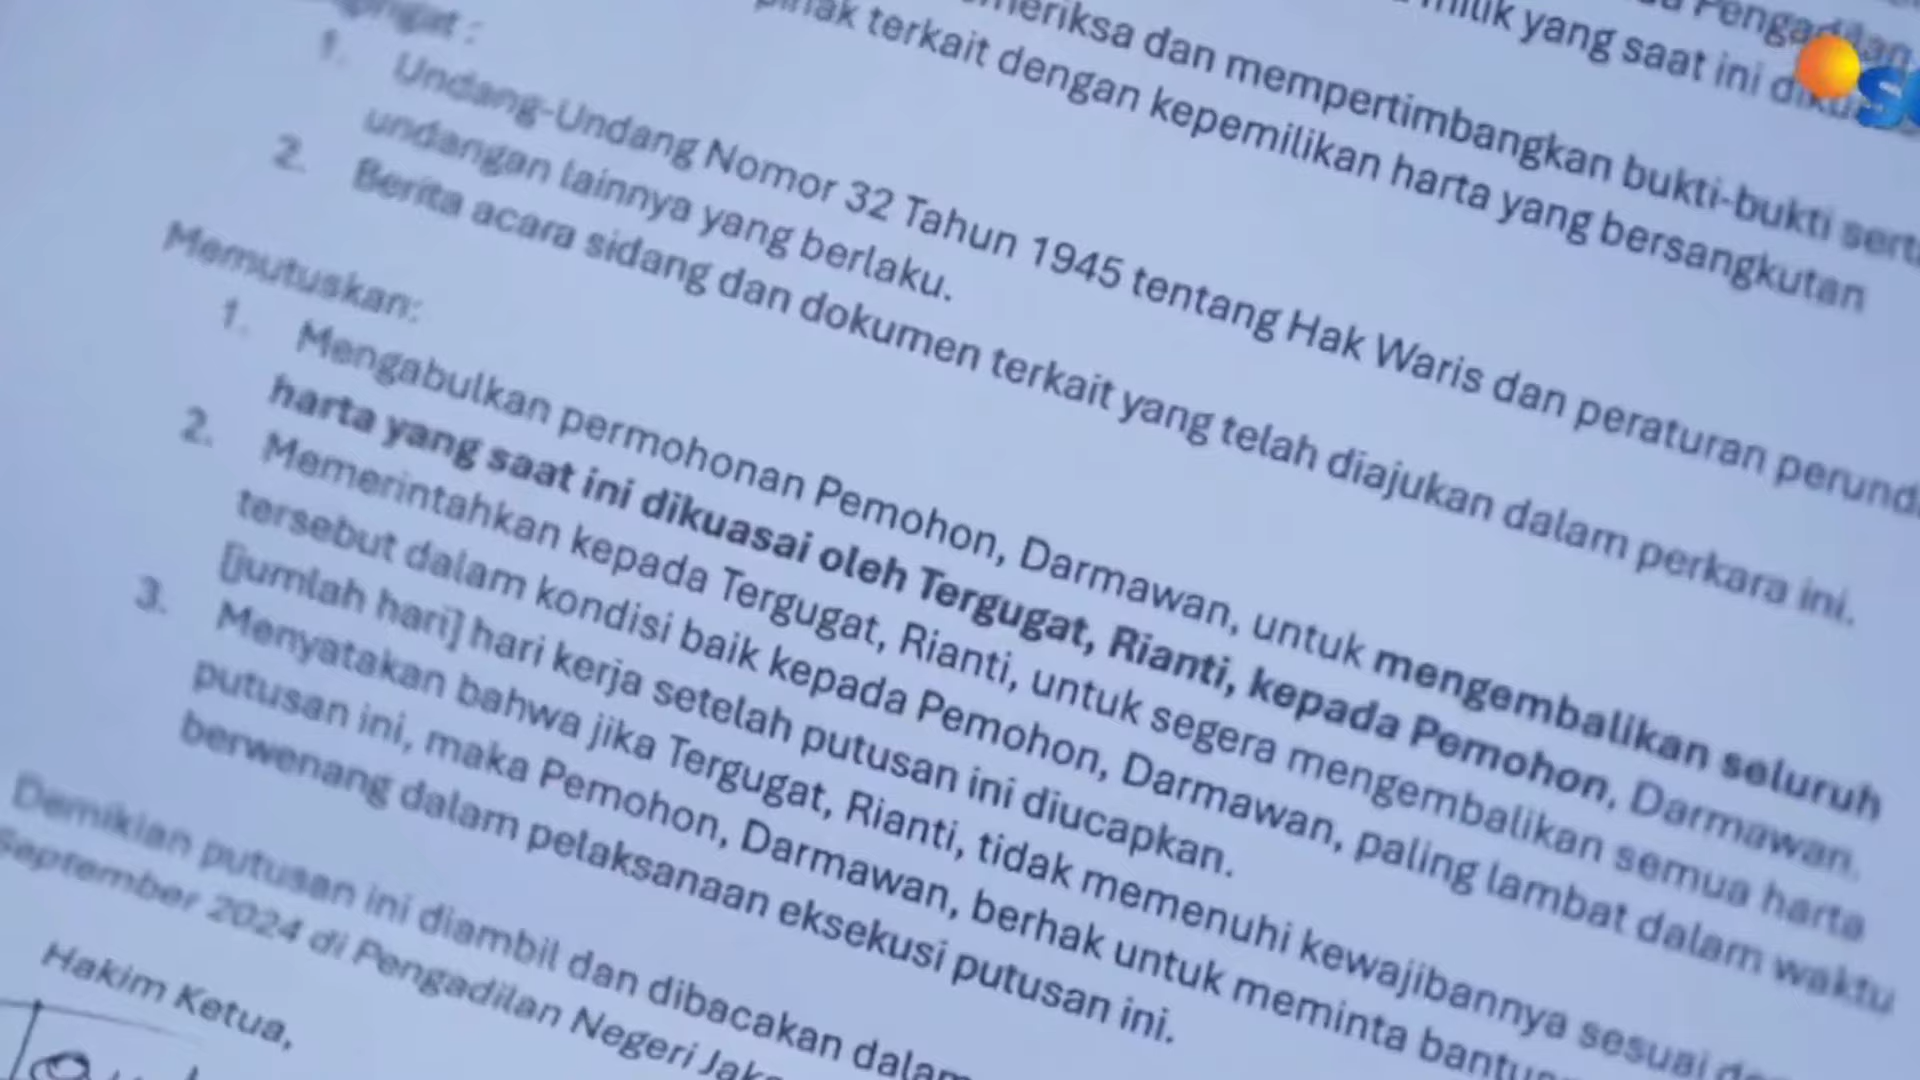 Pengadilan
milik yang saat ini dikuasai
meriksa dan mempertimbangkan bukti-bukti serta
pihak terkait dengan kepemilikan harta yang bersangkutan
1. Undang-Undang Nomor 32 Tahun 1945 tentang Hak Waris dan peraturan perund
undangan lainnya yang berlaku.
2. Berita acara sidang dan dokumen terkait yang telah diajukan dalam perkara ini.
Memutuskan:
1. Mengabulkan permohonan Pemohon, Darmawan, untuk mengembalikan seluruh
harta yang saat ini dikuasai oleh Tergugat, Rianti, kepada Pemohon, Darmawan.
2. Memerintahkan kepada Tergugat, Rianti, untuk segera mengembalikan semua harta
tersebut dalam kondisi baik kepada Pemohon, Darmawan, paling lambat dalam waktu
[jumlah hari] hari kerja setelah putusan ini diucapkan.
3. Menyatakan bahwa jika Tergugat, Rianti, tidak memenuhi kewajibannya sesuai de
putusan ini, maka Pemohon, Darmawan, berhak untuk meminta bantua
berwenang dalam pelaksanaan eksekusi putusan ini.
Demikian putusan ini diambil dan dibacakan dalam
September 2024 di Pengadilan Negeri Jak
Hakim Ketua,